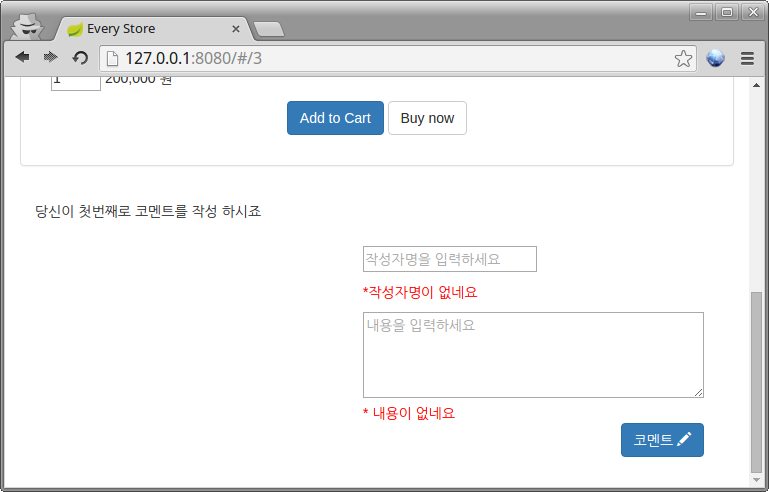 Every Store
127.0.0.1:8080/#/3
1 200,000 원
Add to Cart Buy now
당신이 첫번째로 코멘트를 작성 하시죠
작성자명을 입력하세요
*작성자명이 없네요
내용을 입력하세요
* 내용이 없네요
코멘트